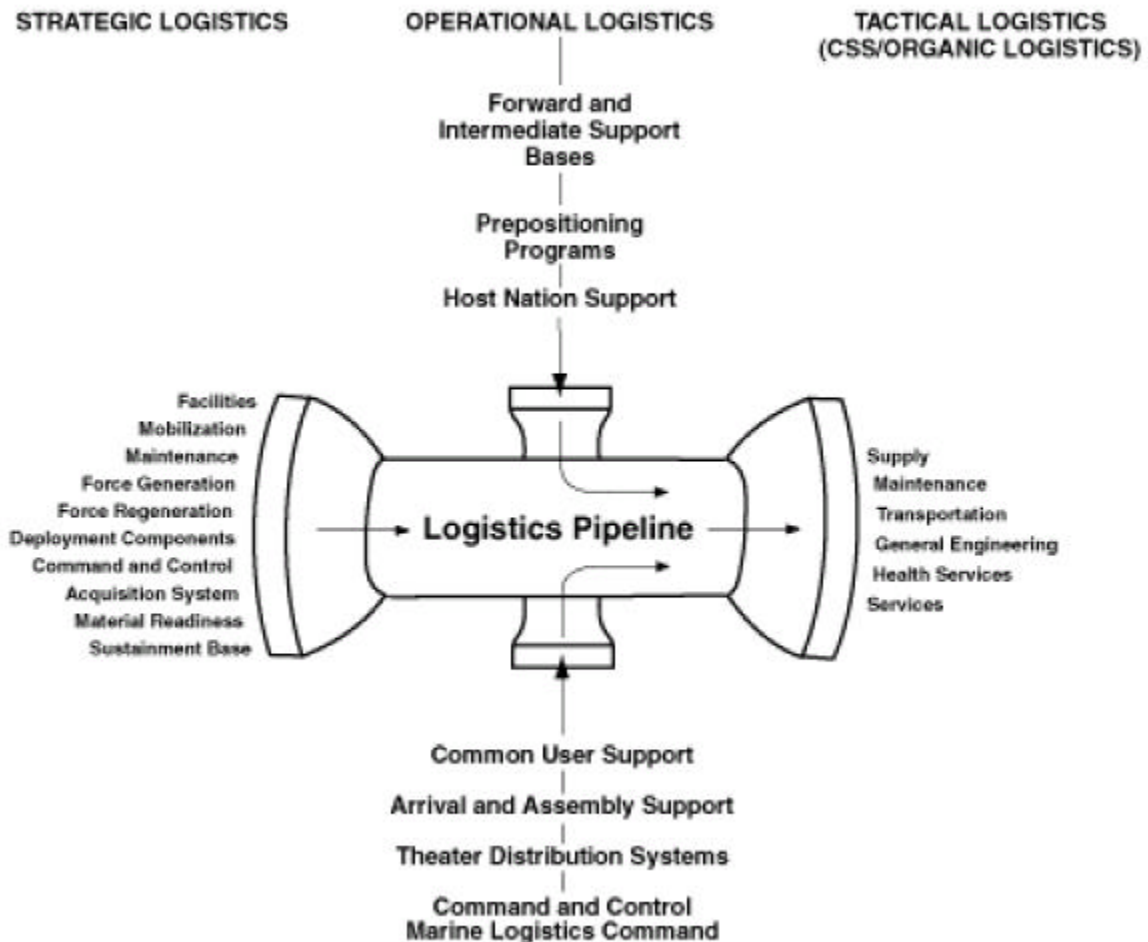 STRATEGIC LOGISTICS
OPERATIONAL LOGISTICS
TACTICAL LOGISTICS
(CSS/ORGANIC LOGISTICS)
Forward and
Intermediate Support
Bases
Prepositioning
Programs
Host Nation Support
Facilities
Mobilization
Maintenance
Force Generation
Force Regeneration
Deployment Components
Command and Control
Acquisition System
Material Readiness
Sustainment Base
Logistics Pipeline
Supply
Maintenance
Transportation
General Engineering
Health Services
Services
Common User Support
Arrival and Assembly Support
Theater Distribution Systems
Command and Control
Marine Logistics Command